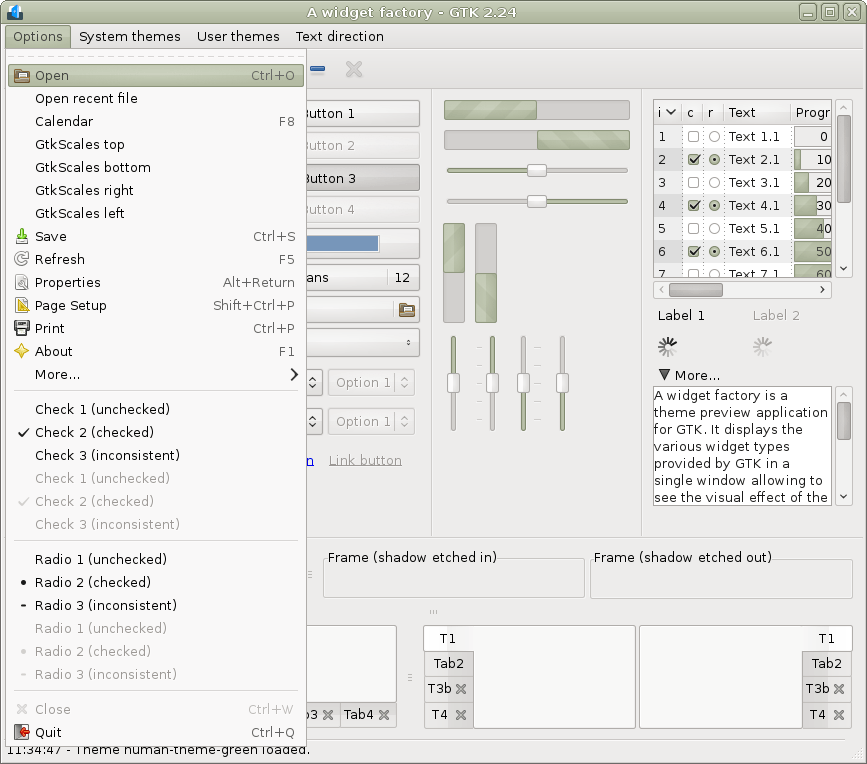 A widget factory - GTK 2.24
Options System themes User themes Text direction
Open Ctrl+O
Open recent file
Calendar F8
GtkScales top
GtkScales bottom
GtkScales right
GtkScales left
Save Ctrl+S
Refresh F5
Properties Alt+Return
Page Setup Shift+Ctrl+P
Print Ctrl+P
About F1
More...
Check 1 (unchecked)
Check 2 (checked)
Check 3 (inconsistent)
Check 1 (unchecked)
Check 2 (checked)
Check 3 (inconsistent)
Radio 1 (unchecked)
Radio 2 (checked)
Radio 3 (inconsistent)
Radio 1 (unchecked)
Radio 2 (checked)
Radio 3 (inconsistent)
Close Ctrl+W
Quit Ctrl+Q
utton 1
utton 2
utton 3
utton 4
ans 12
Option 1
Option 1
n Link button
i c r Text Progr
1 Text 1.1 0
2 Text 2.1 10
3 Text 3.1 20
4 Text 4.1 30
5 Text 5.1 40
6 Text 6.1 50
7 Text 7.1 60
Label 1 Label 2
More...
A widget factory is a
theme preview application
for GTK. It displays the
various widget types
provided by GTK in a
single window allowing to
see the visual effect of the
Frame (shadow etched in) Frame (shadow etched out)
b3 Tab4
T1
Tab2
T3b
T4
T1
Tab2
T3b
T4
11:34:47 - Theme human-theme-green loaded.